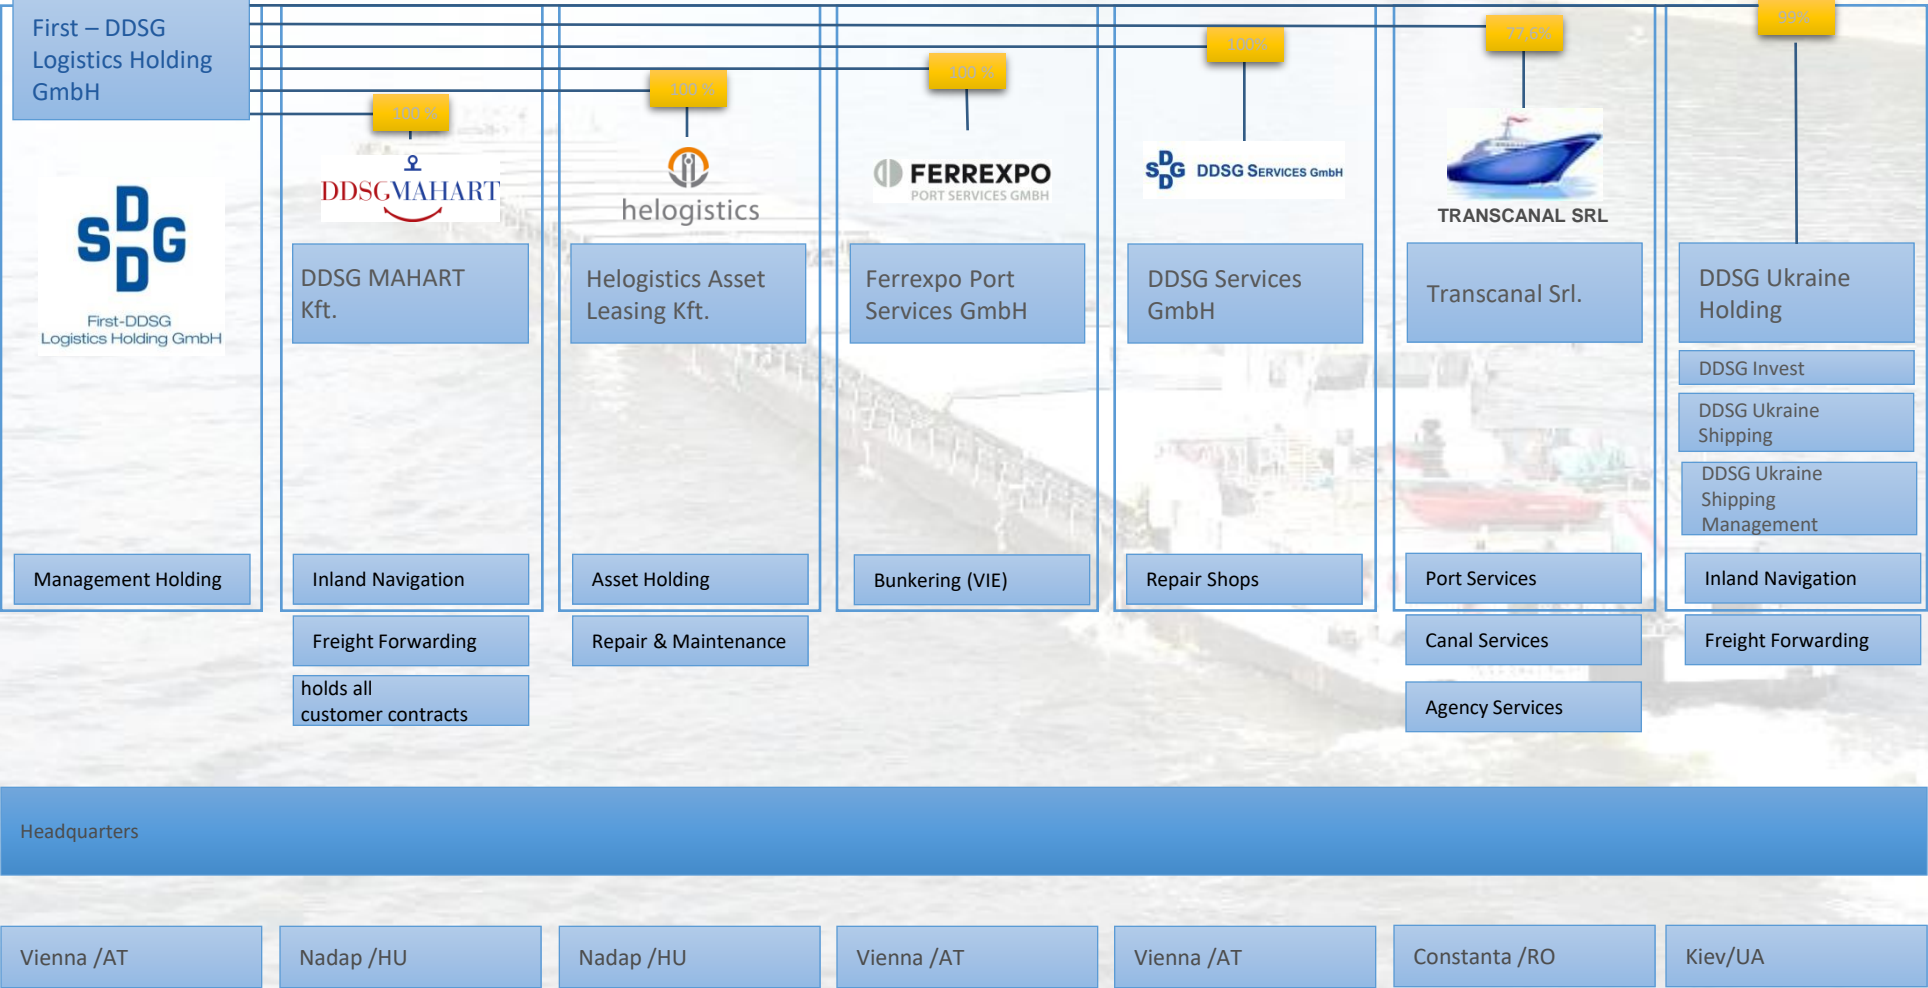 First – DDSG
Logistics Holding
GmbH
100 %
100 %
100 %
100%
77,6%
99%
SDDG
First-DDSG
Logistics Holding GmbH
DDSGMAHART
helogistics
FERREXPO
PORT SERVICES GMBH
SDDG DDSG SERVICES GmbH
TRANSCANAL SRL
DDSG MAHART
Kft.
Helogistics Asset
Leasing Kft.
Ferrexpo Port
Services GmbH
DDSG Services
GmbH
Transcanal Srl.
DDSG Ukraine
Holding
DDSG Invest
DDSG Ukraine
Shipping
DDSG Ukraine
Shipping
Management
Management Holding
Inland Navigation
Asset Holding
Bunkering (VIE)
Repair Shops
Port Services
Inland Navigation
Freight Forwarding
Repair & Maintenance
Canal Services
Freight Forwarding
holds all
customer contracts
Agency Services
Headquarters
Vienna /AT
Nadap /HU
Nadap /HU
Vienna /AT
Vienna /AT
Constanta /RO
Kiev/UA